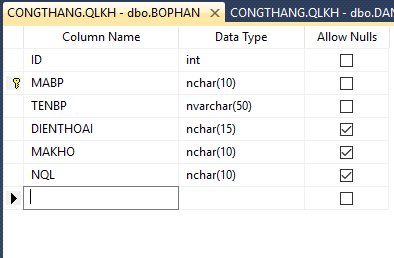 CONGTHANG.QLKH - dbo.BOPHAN × CONGTHANG.QLKH - dbo.DAN
Column Name Data Type Allow Nulls
ID int
MABP nchar(10)
TENBP nvarchar(50)
DIENTHOAI nchar(15)
MAKHO nchar(10)
NQL nchar(10)